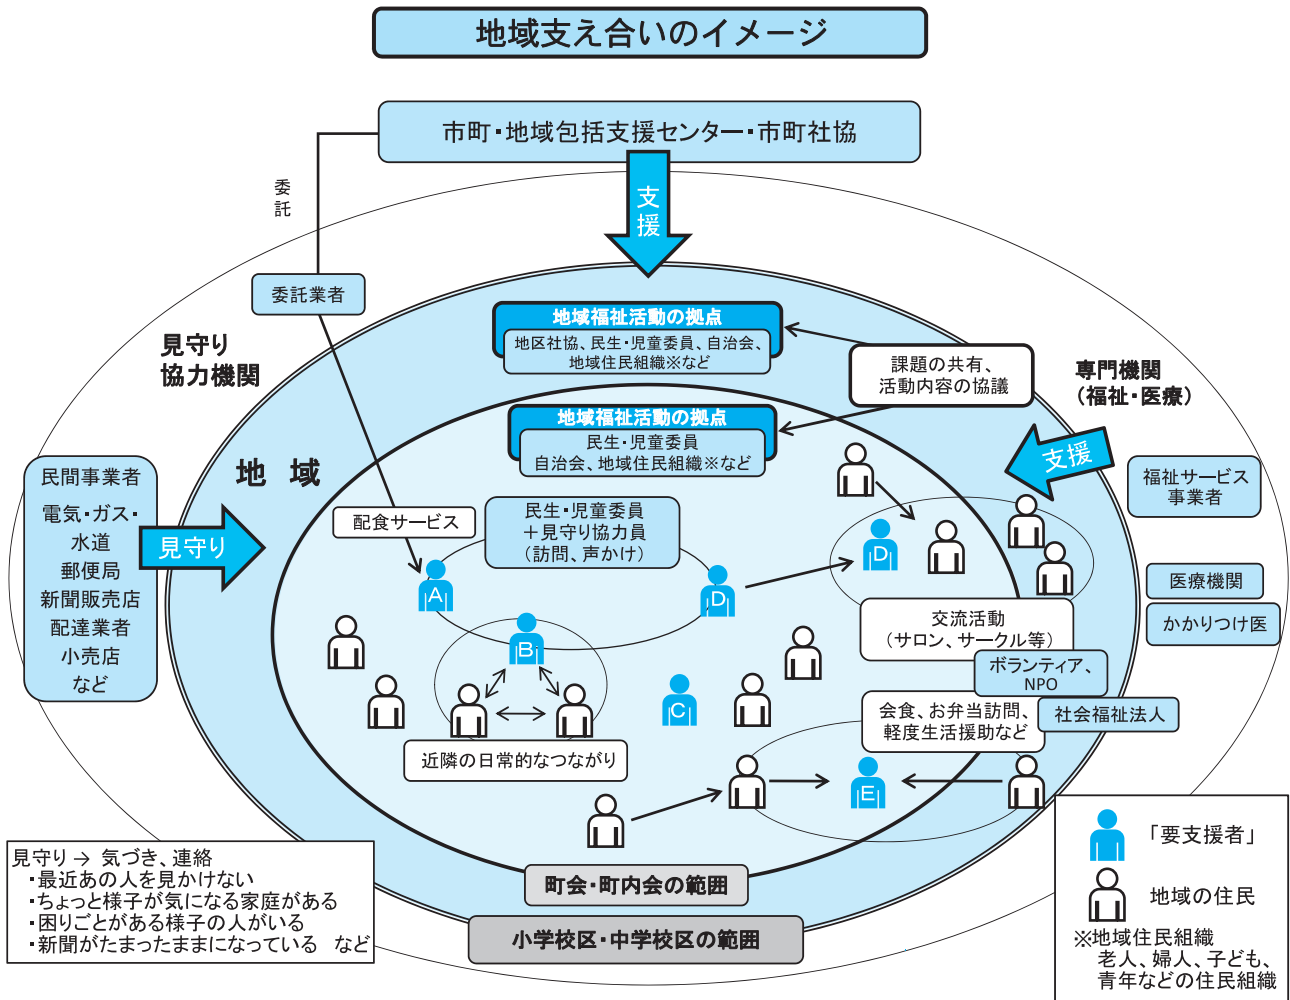 地域支え合いのイメージ
市町・地域包括支援センター・市町社協
支
援
委
託
委託業者
見守り
協力機関
地域福祉活動の拠点
地区社協、民生・児童委員、自治会、
地域住民組織※など
課題の共有、
活動内容の協議
専門機関
（福祉・医療）
地域福祉活動の拠点
民生・児童委員
自治会、地域住民組織※など
支援
福祉サービス
事業者
医療機関
かかりつけ医
地 域
民間事業者
電気・ガス・
水道
郵便局
新聞販売店
配達業者
小売店
など
見守り
配食サービス
民生・児童委員
＋見守り協力員
（訪問、声かけ）
A
B
C
D
D
E
交流活動
（サロン、サークル等）
ボランティア、
NPO
社会福祉法人
会食、お弁当訪問、
軽度生活援助など
近隣の日常的なつながり
町会・町内会の範囲
小学校区・中学校区の範囲
見守り → 気づき、連絡
・最近あの人を見かけない
・ちょっと様子が気になる家庭がある
・困りごとがある様子の人がいる
・新聞がたまったままになっている など
「要支援者」
地域の住民
※地域住民組織
老人、婦人、子ども、
青年などの住民組織